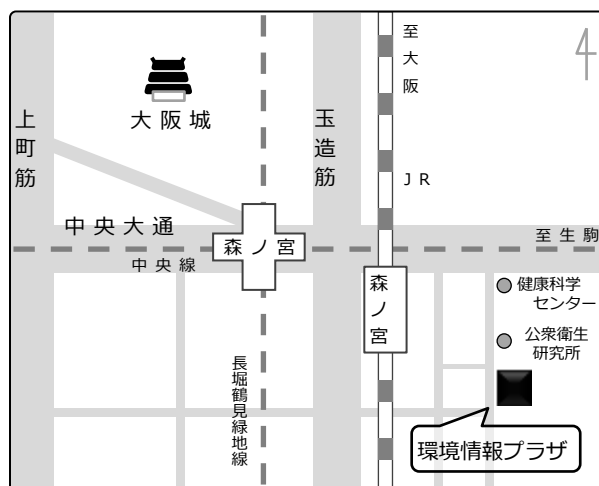 至大阪
上町筋
大阪城
玉造筋
JR
中央大通
森ノ宮
至生駒
中央線
森ノ宮
健康科学
センター
公衆衛生
研究所
長堀鶴見緑地線
環境情報プラザ